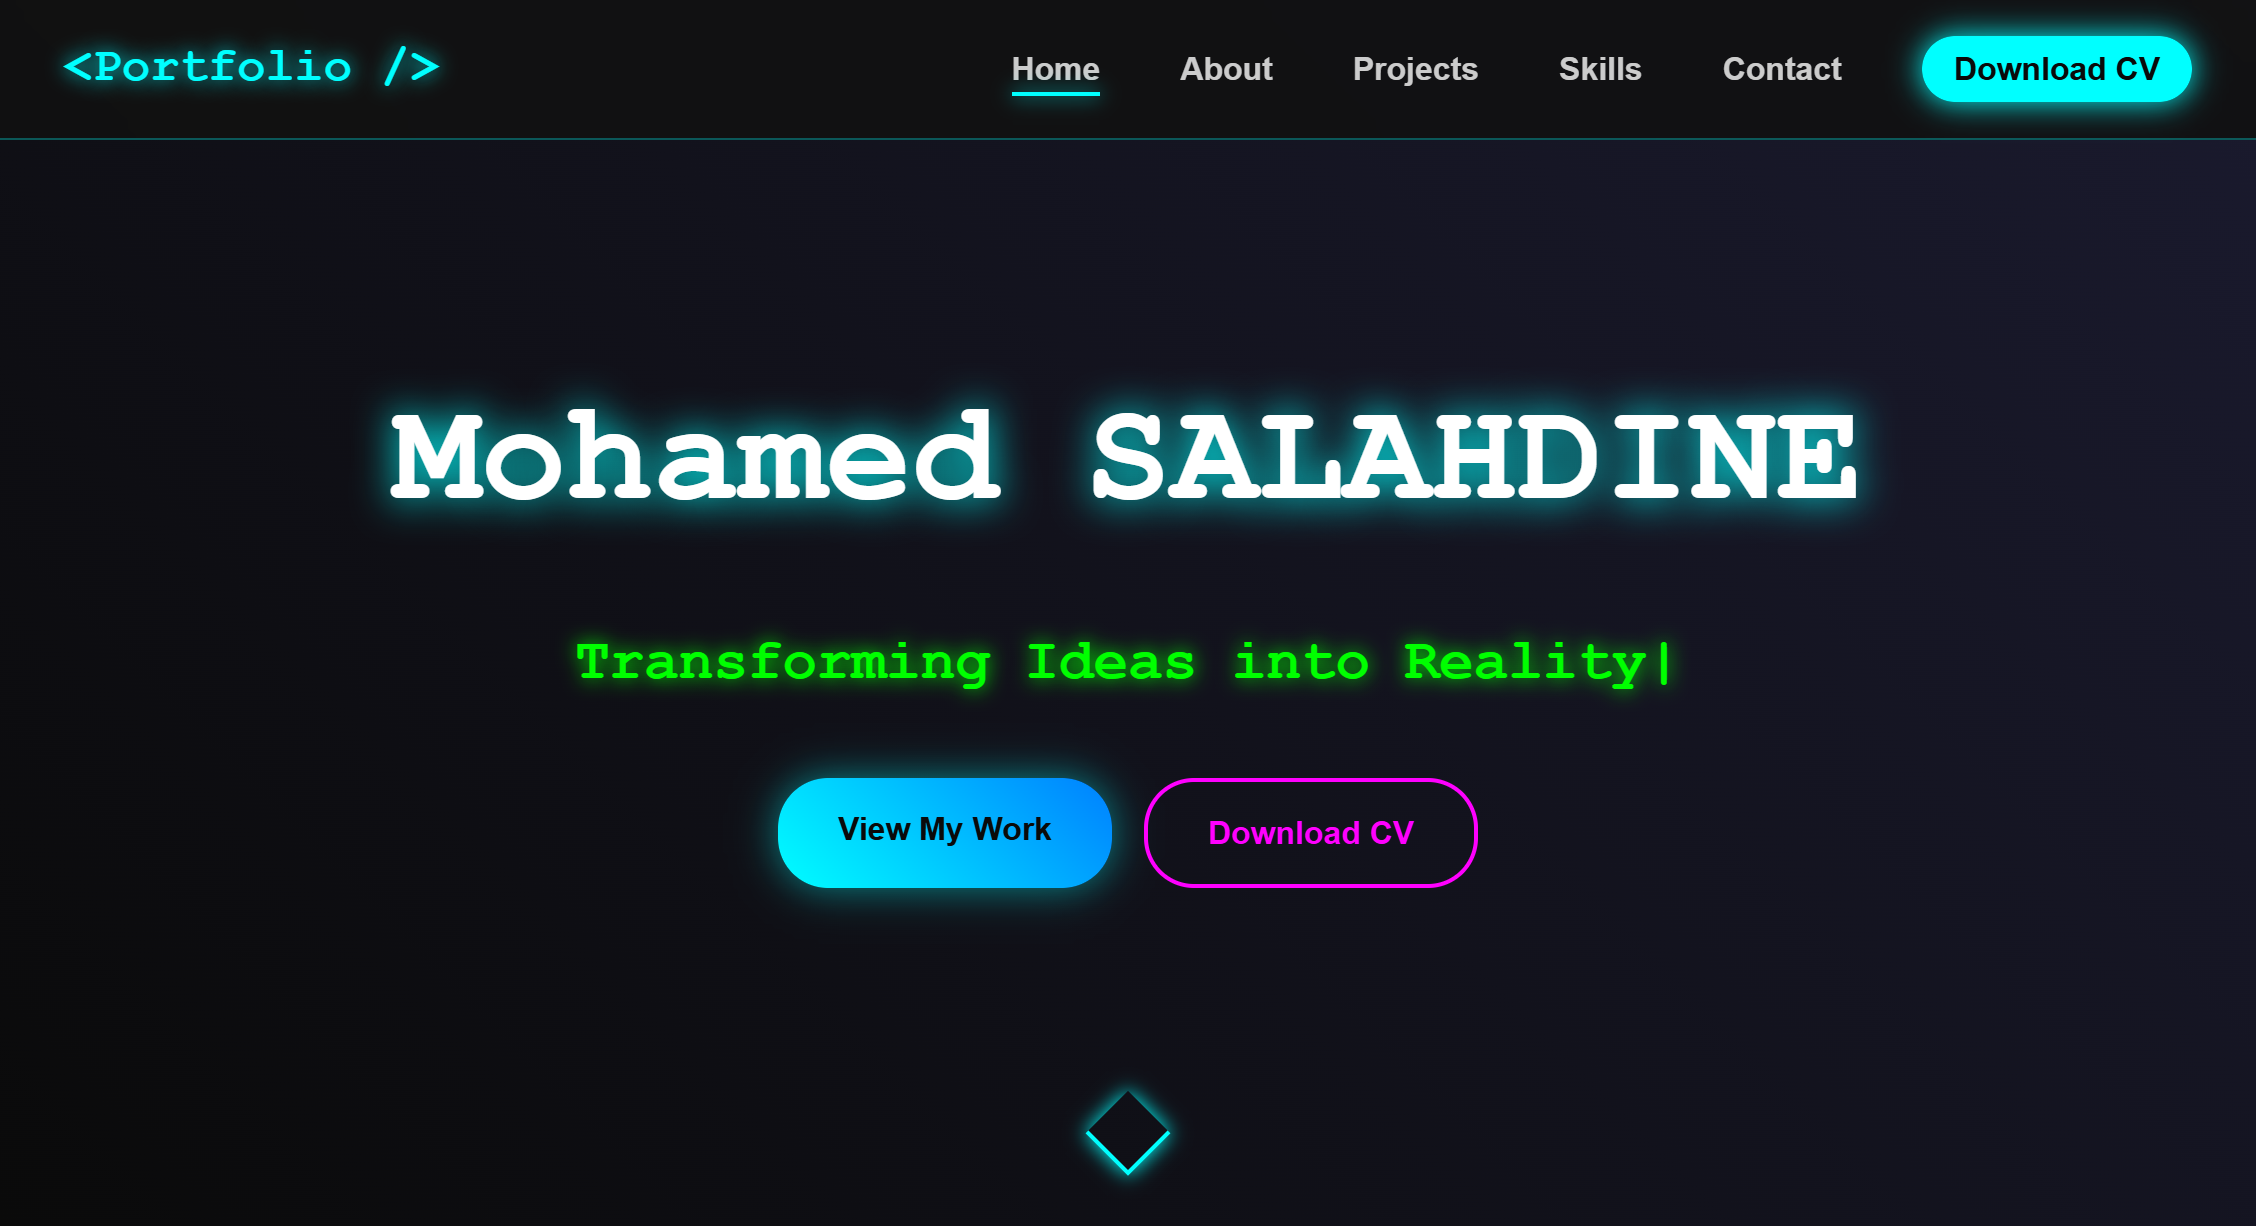 <Portfolio />
Home About Projects Skills Contact Download CV
Mohamed SALAHDINE
Transforming Ideas into Reality|
View My Work Download CV